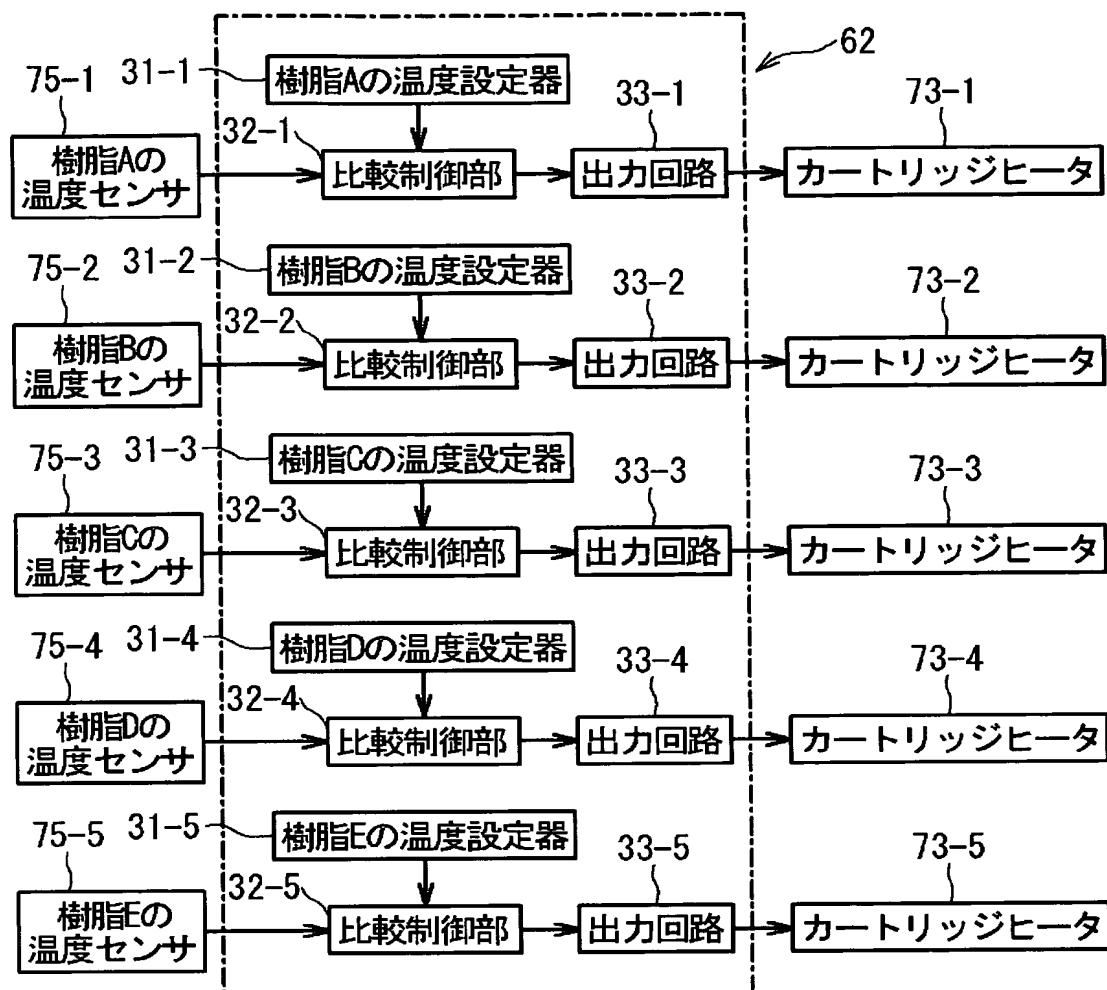 62
75-1
31-1
樹脂Aの温度設定器
33-1
73-1
32-1
樹脂Aの
温度センサ
比較制御部
出力回路
カートリッジヒータ
75-2
31-2
樹脂Bの温度設定器
33-2
73-2
32-2
樹脂Bの
温度センサ
比較制御部
出力回路
カートリッジヒータ
75-3
31-3
樹脂Cの温度設定器
33-3
73-3
32-3
樹脂Cの
温度センサ
比較制御部
出力回路
カートリッジヒータ
75-4
31-4
樹脂Dの温度設定器
33-4
73-4
32-4
樹脂Dの
温度センサ
比較制御部
出力回路
カートリッジヒータ
75-5
31-5
樹脂Eの温度設定器
33-5
73-5
32-5
樹脂Eの
温度センサ
比較制御部
出力回路
カートリッジヒータ